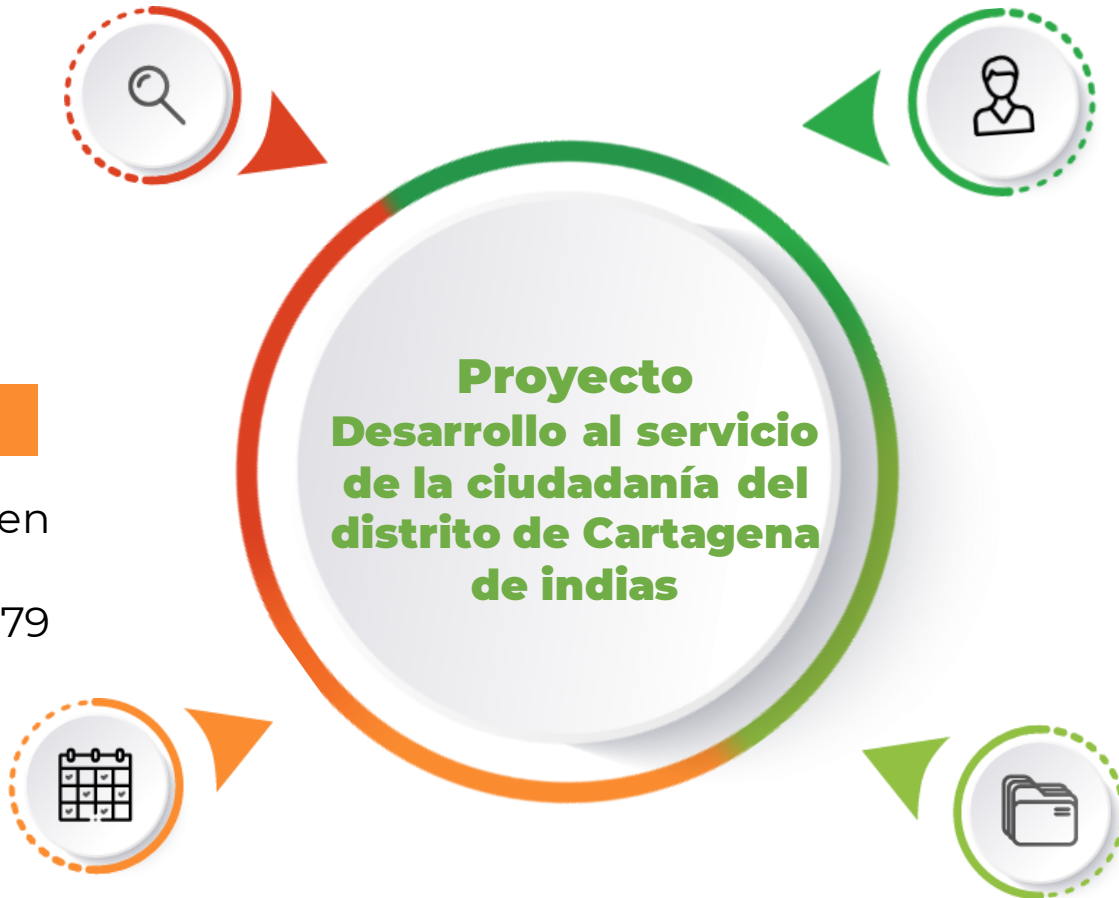 Proyecto
Desarrollo al servicio
de la ciudadanía del
distrito de Cartagena
de indias
en
79